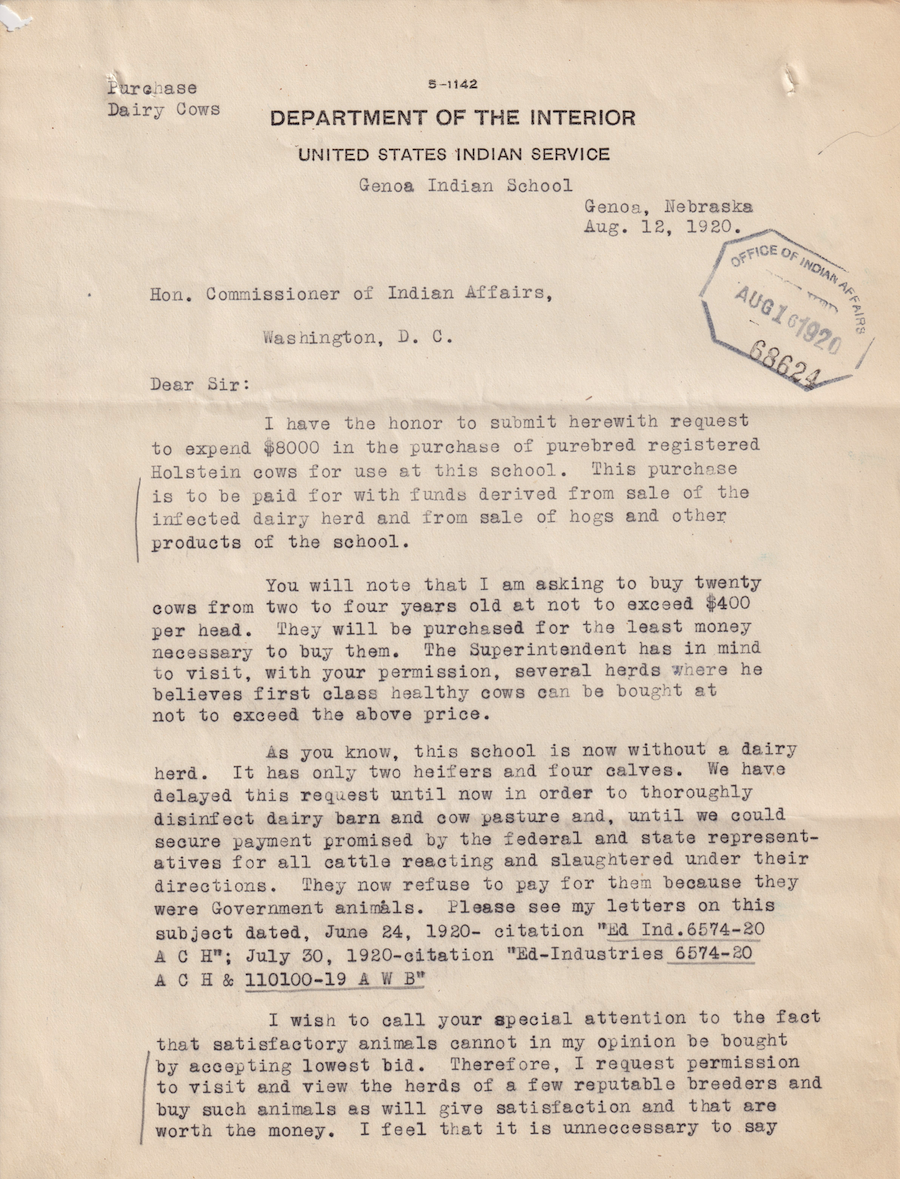 Purchase
Dairy Cows
5-1142
DEPARTMENT OF THE INTERIOR
UNITED STATES INDIAN SERVICE
Genoa Indian School
Genoa, Nebraska
Aug. 12, 1920.
OFFICE OF INDIAN AFFAIRS
AUG 16 1920
68624
Hon. Commissioner of Indian Affairs,
Washington, D. C.
Dear Sir:
I have the honor to submit herewith request
to expend $8000 in the purchase of purebred registered
Holstein cows for use at this school. This purchase
is to be paid for with funds derived from sale of the
infected dairy herd and from sale of hogs and other
products of the school.
You will note that I am asking to buy twenty
cows from two to four years old at not to exceed $400
per head. They will be purchased for the least money
necessary to buy them. The Superintendent has in mind
to visit, with your permission, several herds where he
believes first class healthy cows can be bought at
not to exceed the above price.
As you know, this school is now without a dairy
herd. It has only two heifers and four calves. We have
delayed this request until now in order to thoroughly
disinfect dairy barn and cow pasture and, until we could
secure payment promised by the federal and state represent-
atives for all cattle reacting and slaughtered under their
directions. They now refuse to pay for them because they
were Government animals. Please see my letters on this
subject dated, June 24, 1920- citation "Ed Ind.6574-20
A C H"; July 30, 1920-citation "Ed-Industries 6574-20
A C H & 110100-19 A W B"
I wish to call your special attention to the fact
that satisfactory animals cannot in my opinion be bought
by accepting lowest bid. Therefore, I request permission
to visit and view the herds of a few reputable breeders and
buy such animals as will give satisfaction and that are
worth the money. I feel that it is unneccessary to say